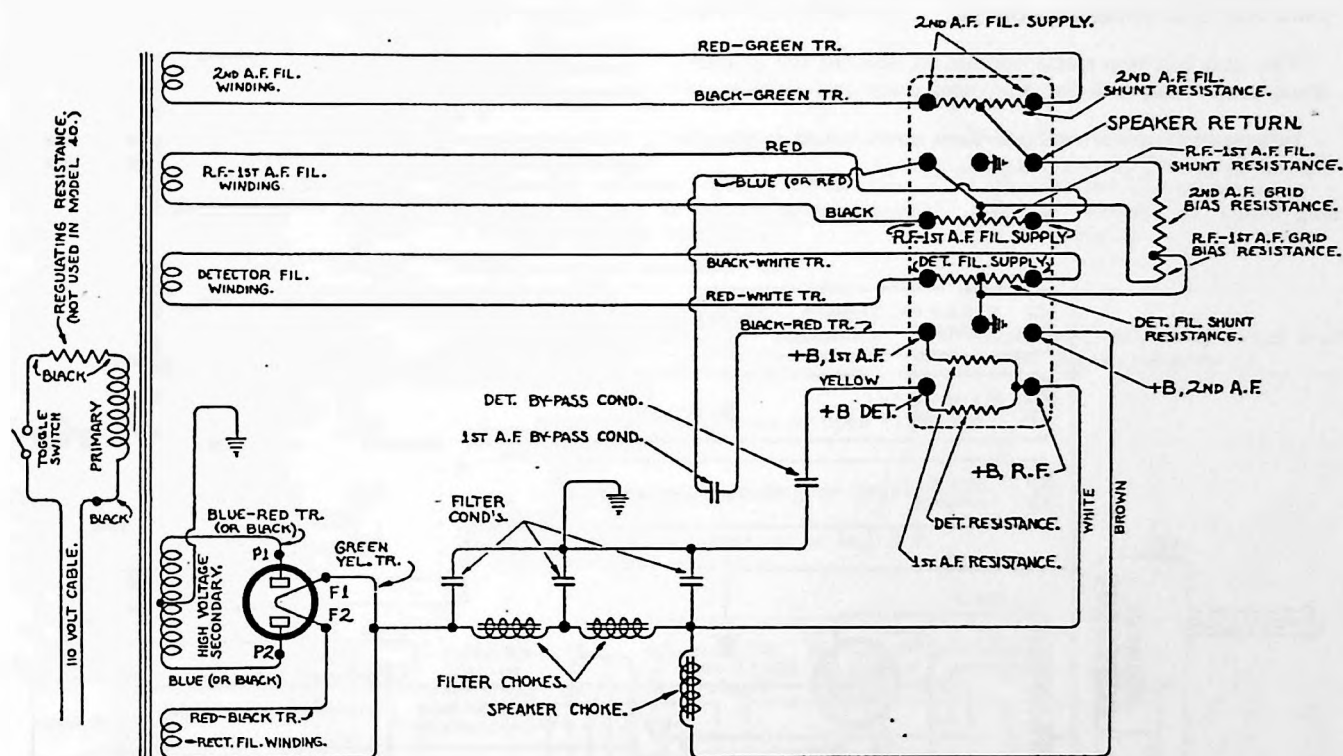 2ND A.F. FIL. SUPPLY.
RED-GREEN TR.
2ND A.F. FIL.
WINDING.
2ND A.F. FIL.
SHUNT RESISTANCE.
BLACK-GREEN TR.
SPEAKER RETURN.
RED
R.F.-1ST A.F. FIL.
SHUNT RESISTANCE.
R.F.-1ST A.F. FIL.
WINDING.
BLUE (OR RED)
2ND A.F. GRID
BIAS RESISTANCE.
BLACK
R.F.-1ST A.F. FIL. SUPPLY
R.F.-1ST A.F. GRID
BIAS RESISTANCE.
REGULATING RESISTANCE,
(NOT USED IN MODEL 40.)
BLACK-WHITE TR.
DET. FIL. SUPPLY.
DETECTOR FIL.
WINDING.
RED-WHITE TR.
BLACK-RED TR.
DET. FIL. SHUNT
RESISTANCE.
+B, 1ST A.F.
BLACK
YELLOW
+B DET.
+B, 2ND A.F.
DET. BY-PASS COND.
1ST A.F. BY-PASS COND.
TOGGLE
SWITCH
PRIMARY
+B, R.F.
BLACK
FILTER
COND'S.
WHITE
BROWN
BLUE-RED TR.
(OR BLACK)
DET. RESISTANCE.
P1
GREEN
YEL. TR.
1ST A.F. RESISTANCE.
F1
F2
110 VOLT CABLE.
HIGH VOLTAGE
SECONDARY.
P2
BLUE (OR BLACK)
FILTER CHOKES.
SPEAKER CHOKE.
RED-BLACK TR.
RECT. FIL. WINDING.